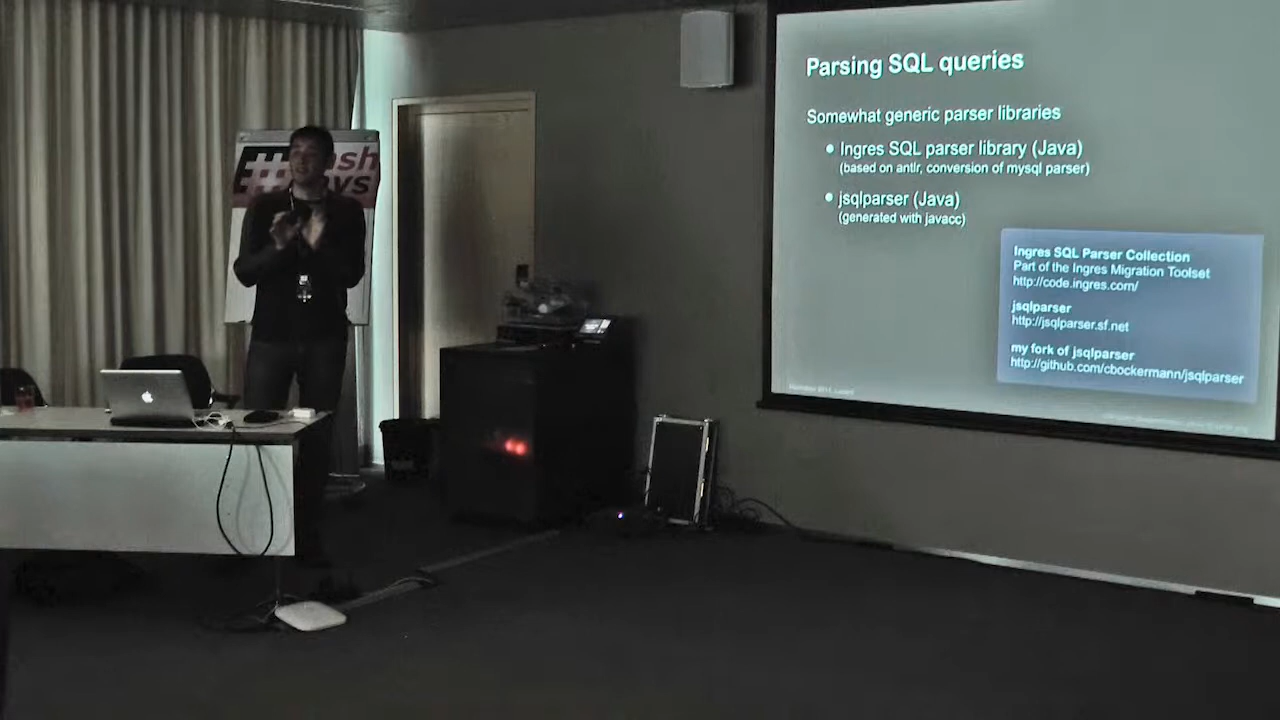 Parsing SQL queries
Somewhat generic parser libraries
Ingres SQL parser library (Java)
(based on antlr, conversion of mysql parser)
jsqlparser (Java)
(generated with javacc)
Ingres SQL Parser Collection
Part of the Ingres Migration Toolset
http://code.ingres.com/
jsqlparser
http://jsqlparser.sf.net
my fork of jsqlparser
http://github.com/cbockermann/jsqlparser